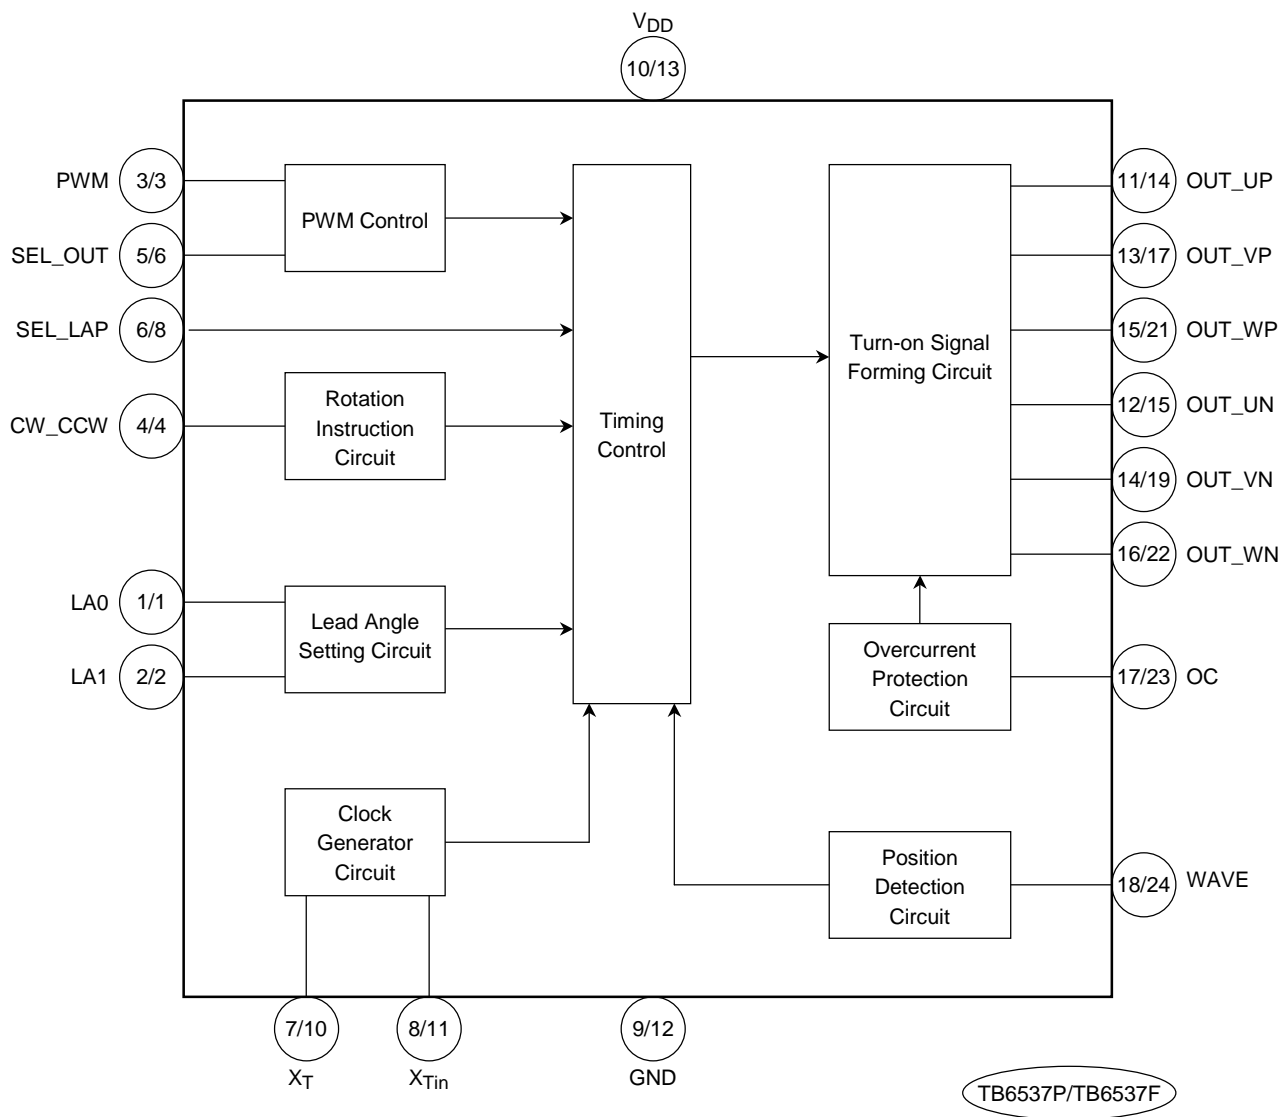 VDD
10/13
PWM 3/3
PWM Control
SEL_OUT 5/6
SEL_LAP 6/8
CW_CCW 4/4
Rotation
Instruction
Circuit
LA0 1/1
Lead Angle
Setting Circuit
LA1 2/2
Clock
Generator
Circuit
Timing
Control
Turn-on Signal
Forming Circuit
Overcurrent
Protection
Circuit
Position
Detection
Circuit
11/14 OUT_UP
13/17 OUT_VP
15/21 OUT_WP
12/15 OUT_UN
14/19 OUT_VN
16/22 OUT_WN
17/23 OC
18/24 WAVE
7/10
XT
8/11
XTin
9/12
GND
TB6537P/TB6537F